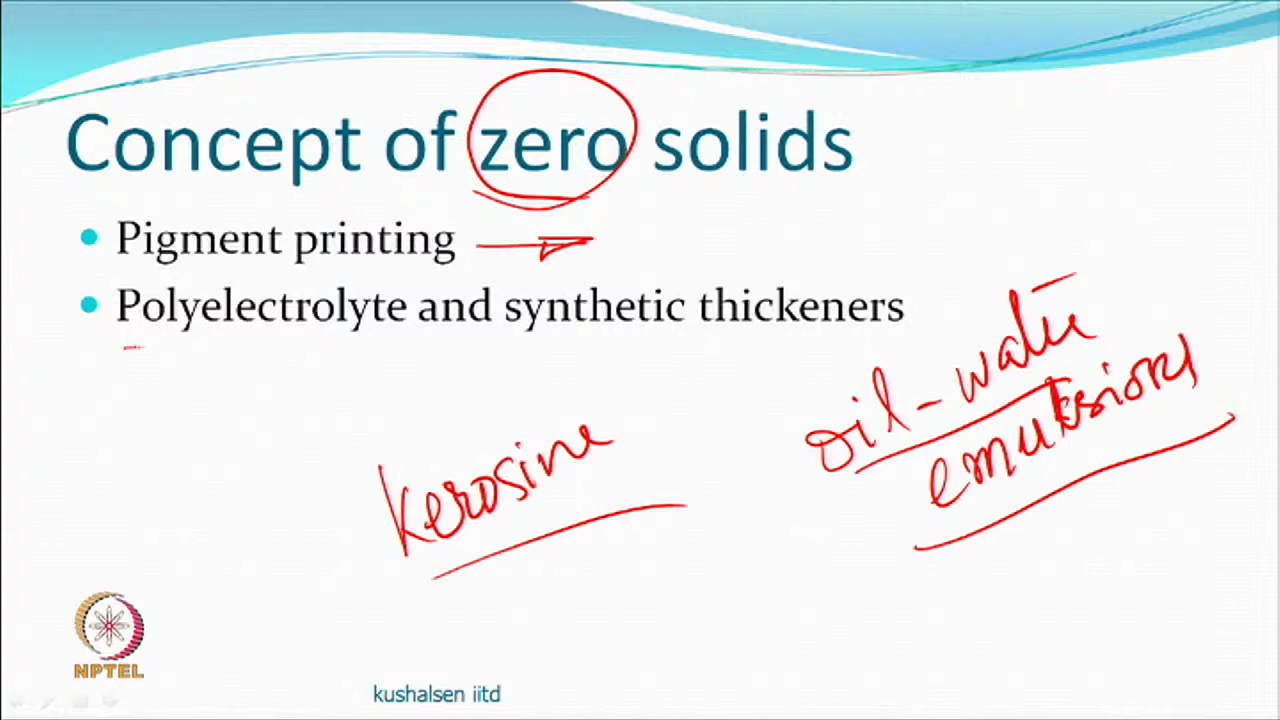 Concept of zero solids
Pigment printing
Polyelectrolyte and synthetic thickeners
oil-water
emulsions
kerosine
NPTEL
kushalsen iitd